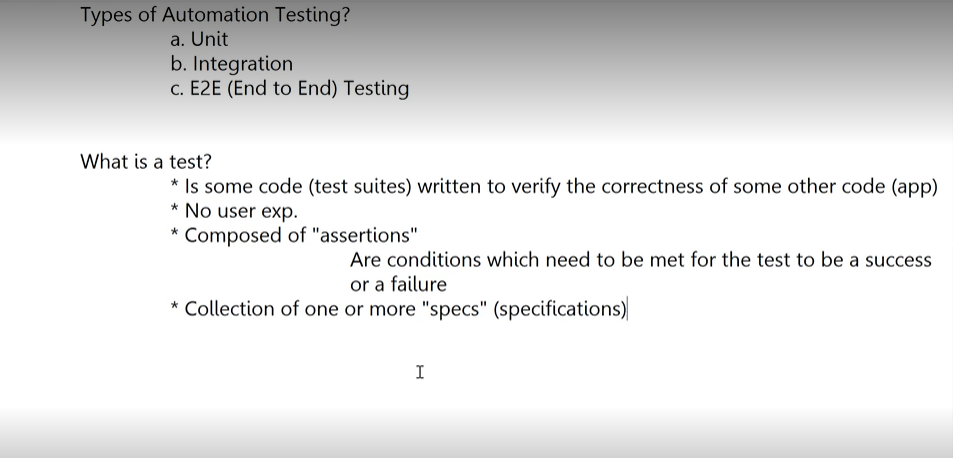 Types of Automation Testing?
a. Unit
b. Integration
c. E2E (End to End) Testing
What is a test?
* Is some code (test suites) written to verify the correctness of some other code (app)
* No user exp.
* Composed of "assertions"
Are conditions which need to be met for the test to be a success
or a failure
* Collection of one or more "specs" (specifications)